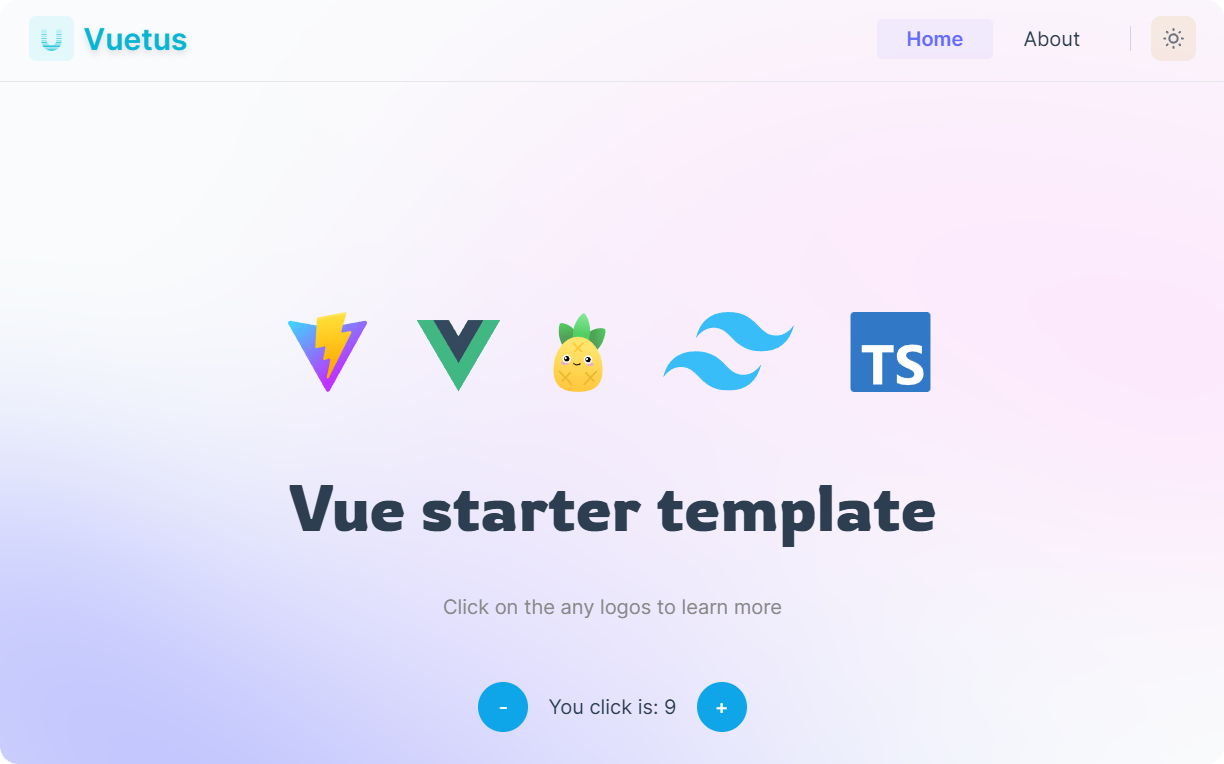 Vuetus
Home
About
TS
Vue starter template
Click on the any logos to learn more
-
You click is: 9
+